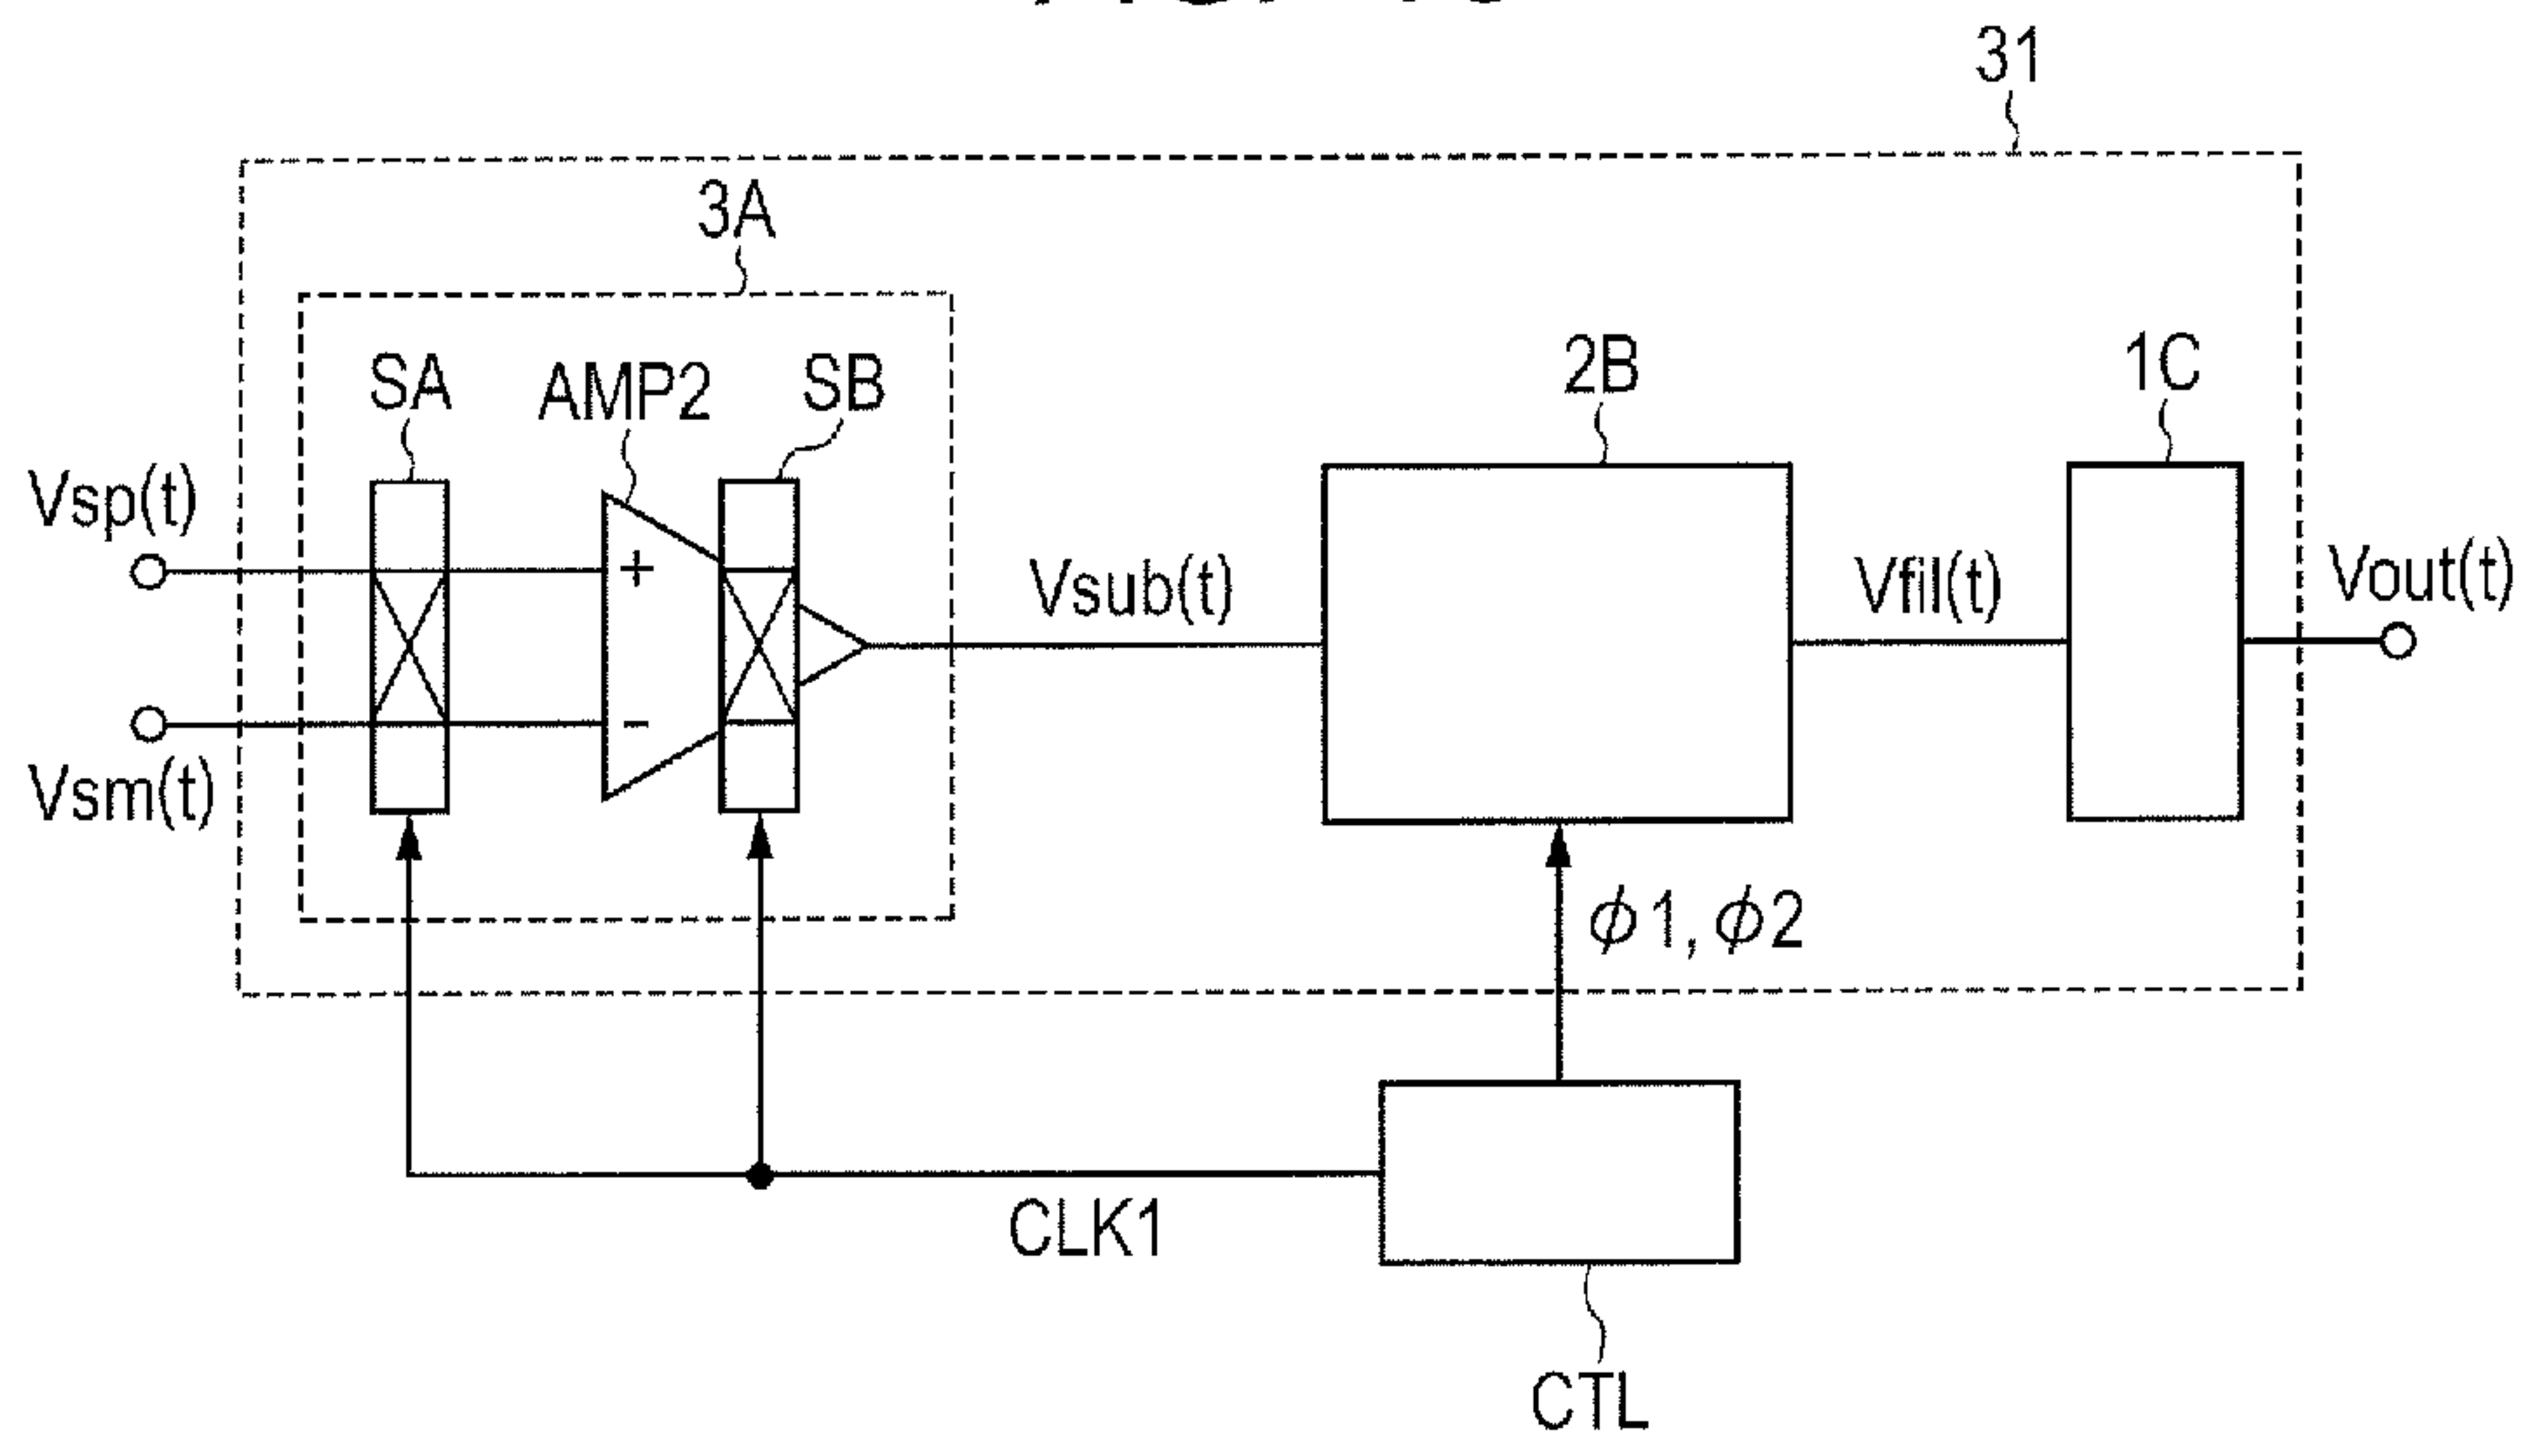 31
3A
SA
AMP2
SB
2B
1C
Vsp(t)
+
Vsub(t)
Vfil(t)
Vout(t)
-
Vsm(t)
ϕ1, ϕ2
CLK1
CTL